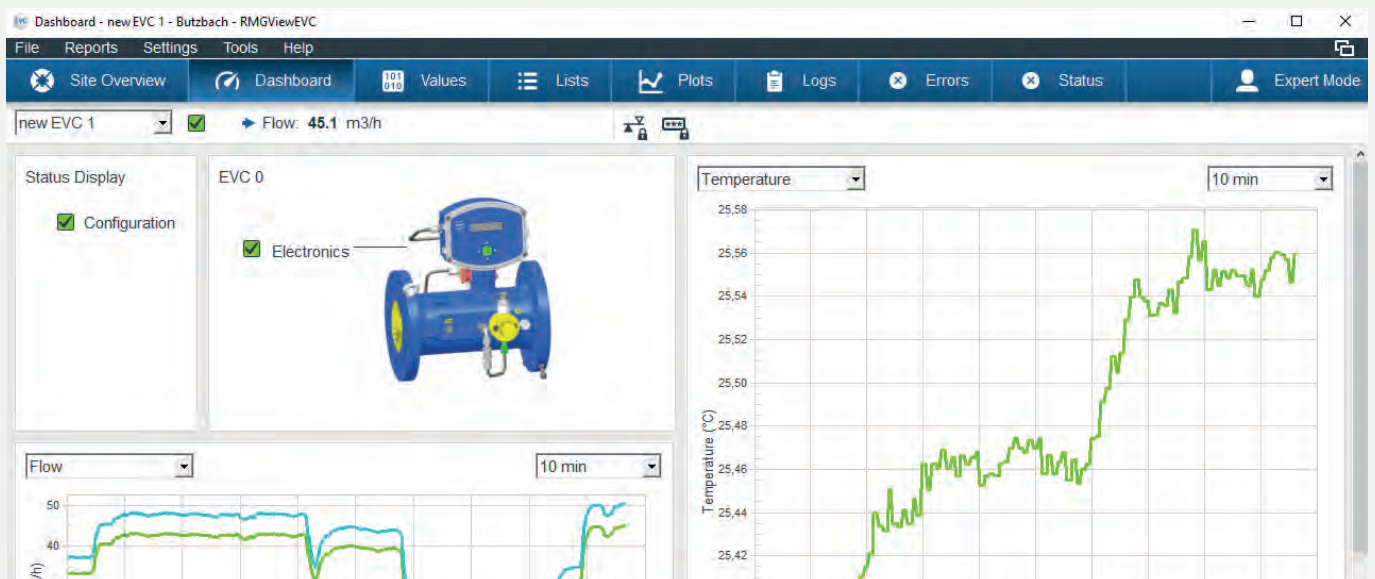 EVC Dashboard - new EVC 1 - Butzbach - RMGViewEVC
File Reports Settings Tools Help
Site Overview Dashboard 101 010 Values Lists Plots Logs Errors Status Expert Mode
new EVC 1 Flow: 45.1 m3/h ***
Status Display
Configuration
EVC 0
Electronics
Temperature 10 min
25,58
25,56
25,54
25,52
25,50
25,48
25,46
25,44
25,42
Temperature (°C)
Flow 10 min
50
40
/h)